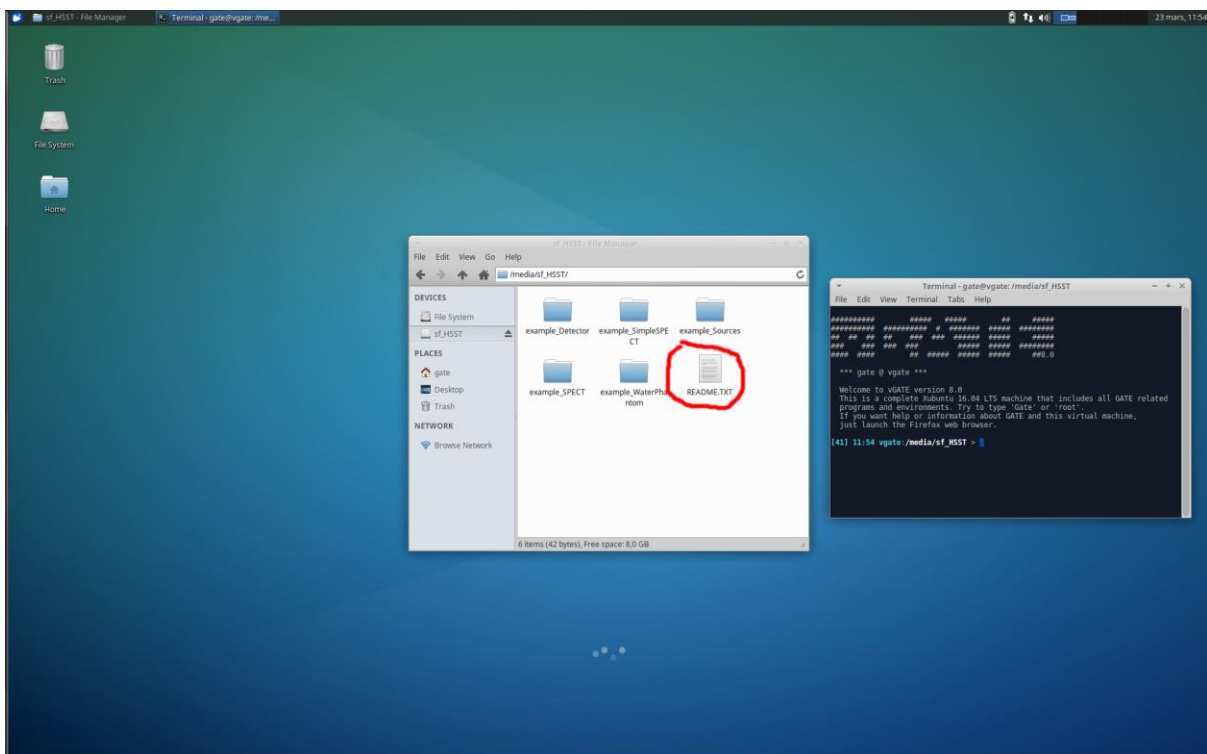 sf_HSST - File Manager
Terminal - gate@vgate: /me...
23 mars, 11:54
Trash
File System
Home
sf_HSST - File Manager
File Edit View Go Help
/media/sf_HSST/
DEVICES
File System
sf_HSST
PLACES
gate
Desktop
Trash
NETWORK
Browse Network
example_Detector
example_SimpleSPE
CT
example_Sources
example_SPECT
example_WaterPha
ntom
README.TXT
6 items (42 bytes), Free space: 8,0 GB
Terminal - gate@vgate: /media/sf_HSST
File Edit View Terminal Tabs Help
##8.0
*** gate @ vgate ***
Welcome to vGATE version 8.0
This is a complete Xubuntu 16.04 LTS machine that includes all GATE related
programs and environments. Try to type 'Gate' or 'root'.
If you want help or information about GATE and this virtual machine,
just launch the Firefox web browser.
[41] 11:54 vgate:/media/sf_HSST >